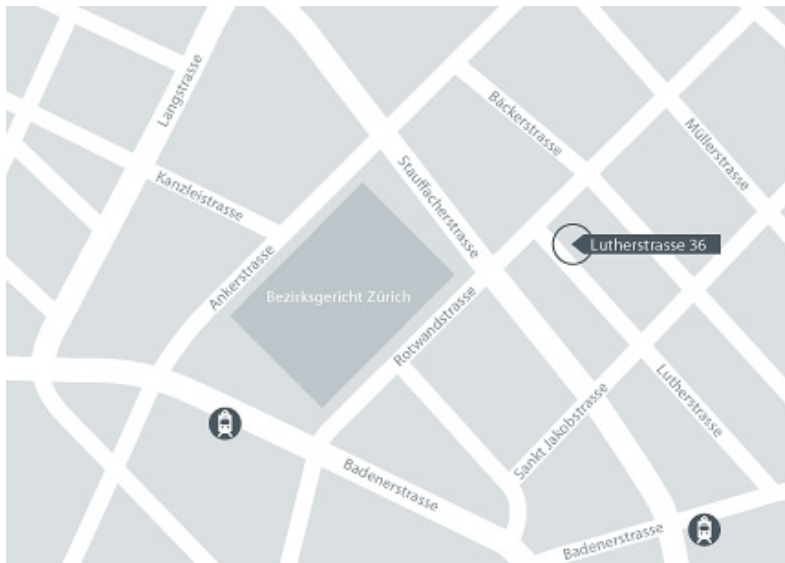 Langstrasse
Bäckerstrasse
Müllerstrasse
Kanzleistrasse
Stauffacherstrasse
Lutherstrasse 36
Ankerstrasse
Bezirksgericht Zürich
Rotwandstrasse
Lutherstrasse
Sankt Jakobstrasse
Badenerstrasse
Badenerstrasse